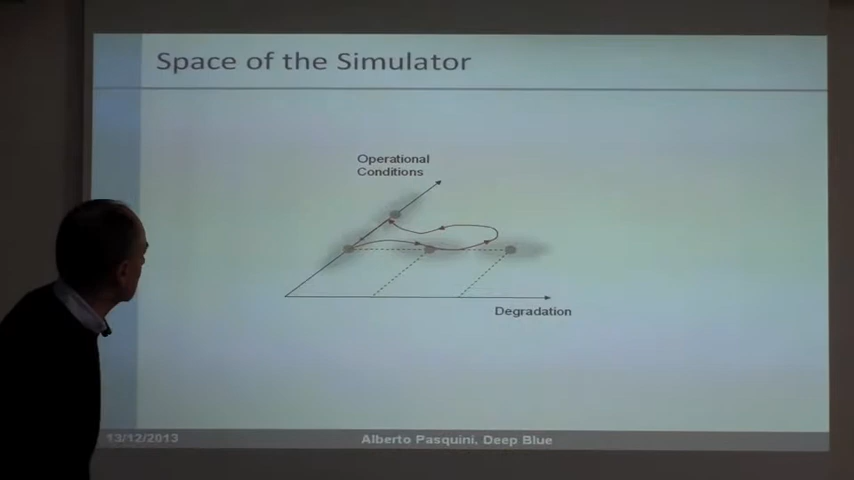 Space of the Simulator
Operational
Conditions
Degradation
13/12/2013
Alberto Pasquini, Deep Blue